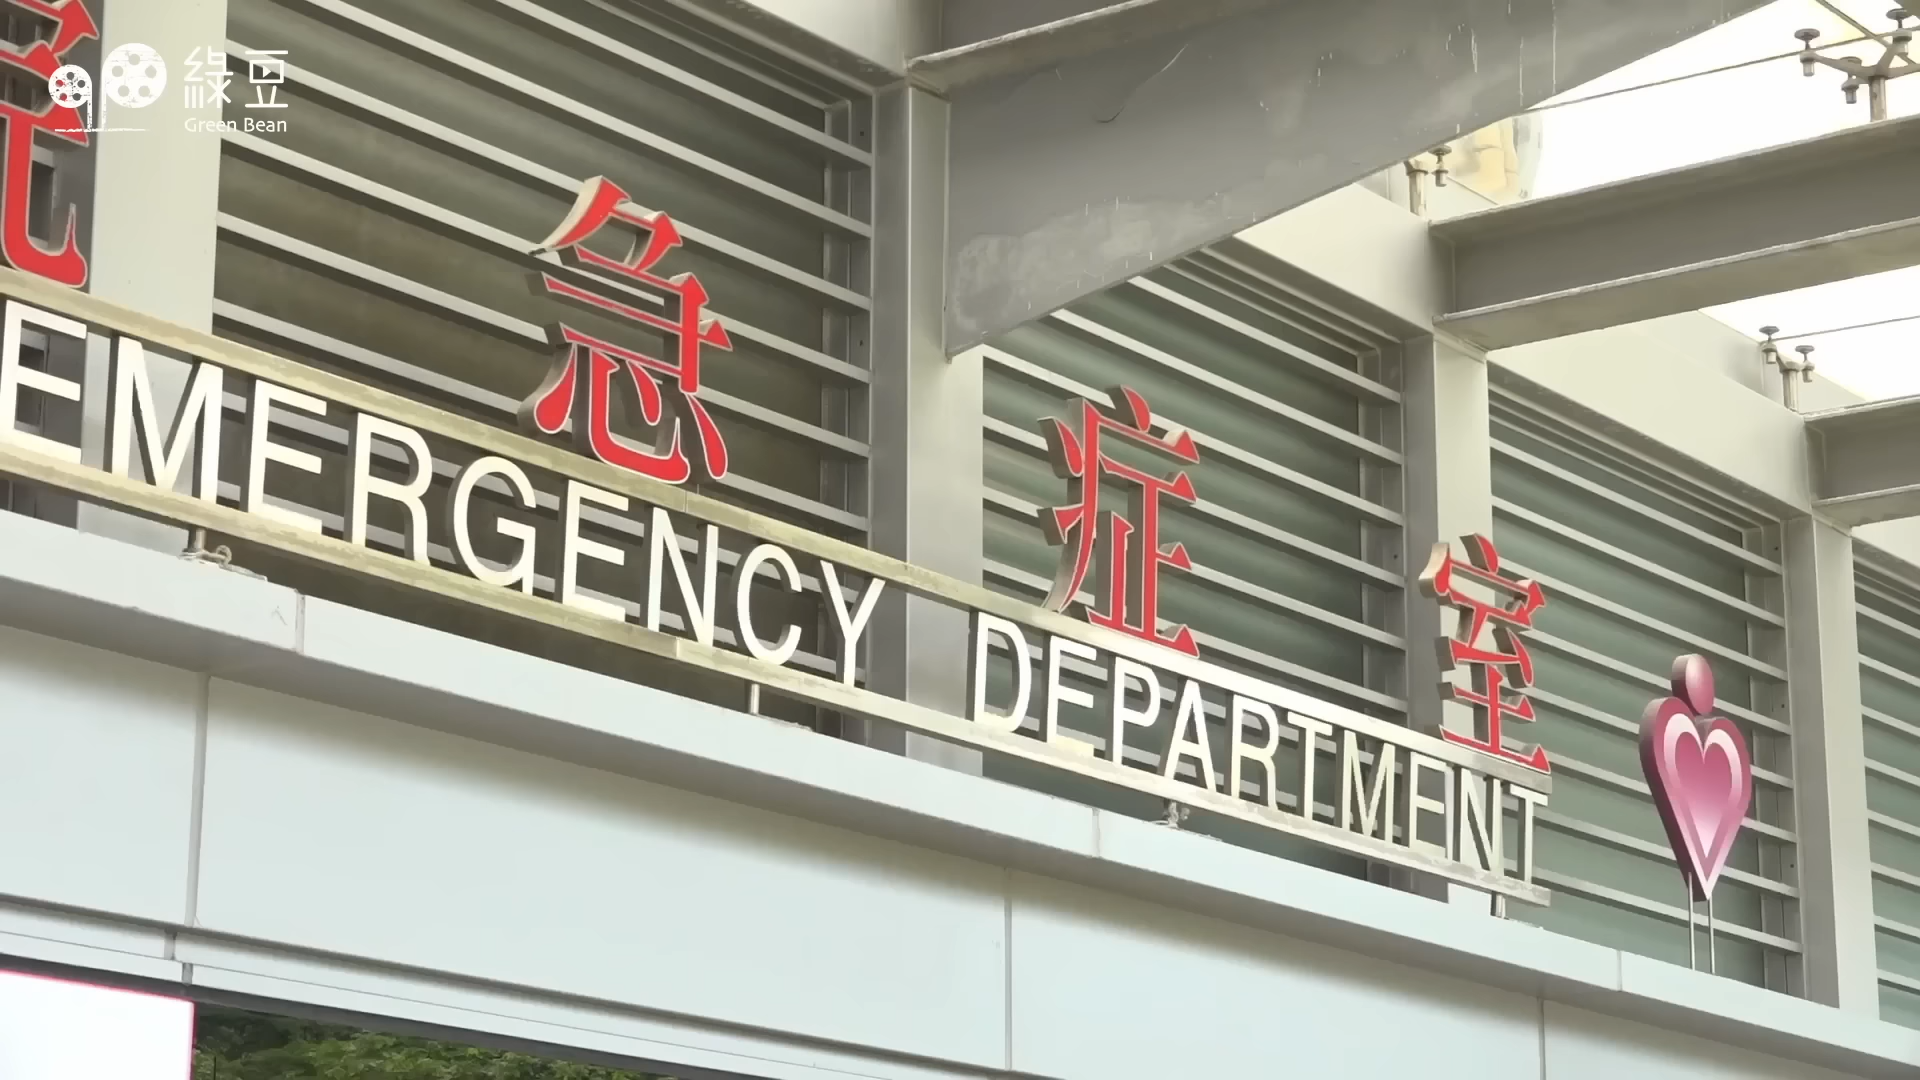 綠豆
Green Bean
急症室
EMERGENCY DEPARTMENT